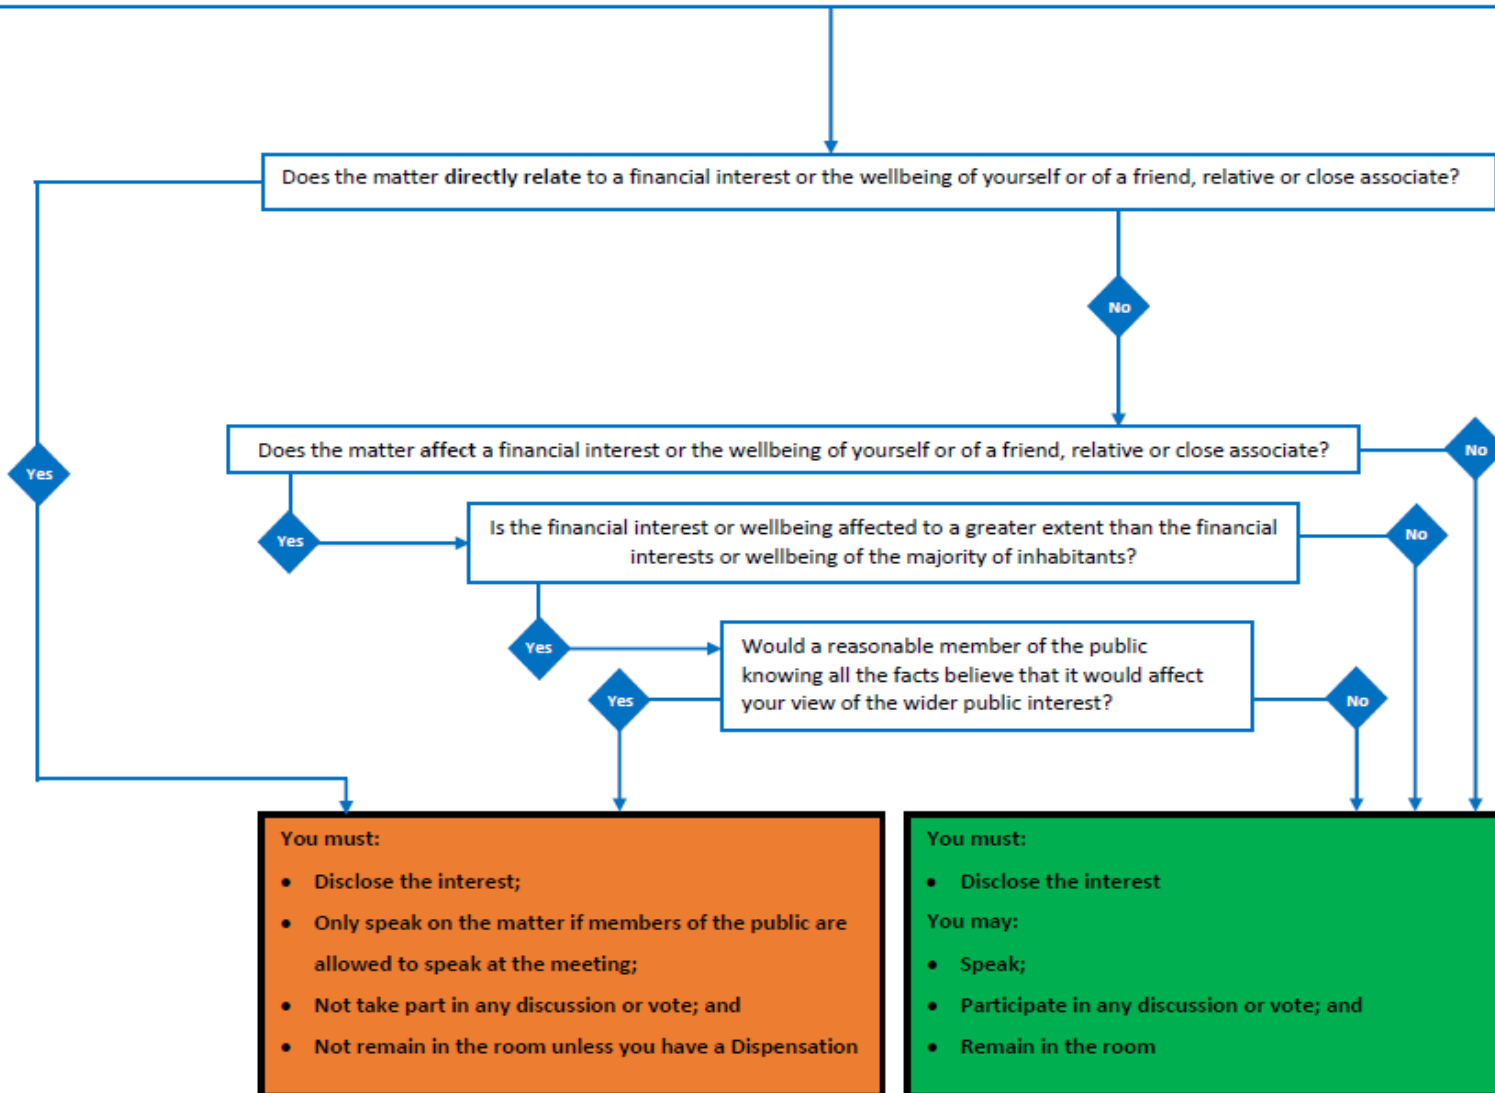 Does the matter directly relate to a financial interest or the wellbeing of yourself or of a friend, relative or close associate?
No
Does the matter affect a financial interest or the wellbeing of yourself or of a friend, relative or close associate?
No
Yes
Yes
Is the financial interest or wellbeing affected to a greater extent than the financial
interests or wellbeing of the majority of inhabitants?
No
Yes
Would a reasonable member of the public
knowing all the facts believe that it would affect
your view of the wider public interest?
Yes
No
You must:
• Disclose the interest;
• Only speak on the matter if members of the public are
allowed to speak at the meeting;
• Not take part in any discussion or vote; and
• Not remain in the room unless you have a Dispensation
You must:
• Disclose the interest
You may:
• Speak;
• Participate in any discussion or vote; and
• Remain in the room